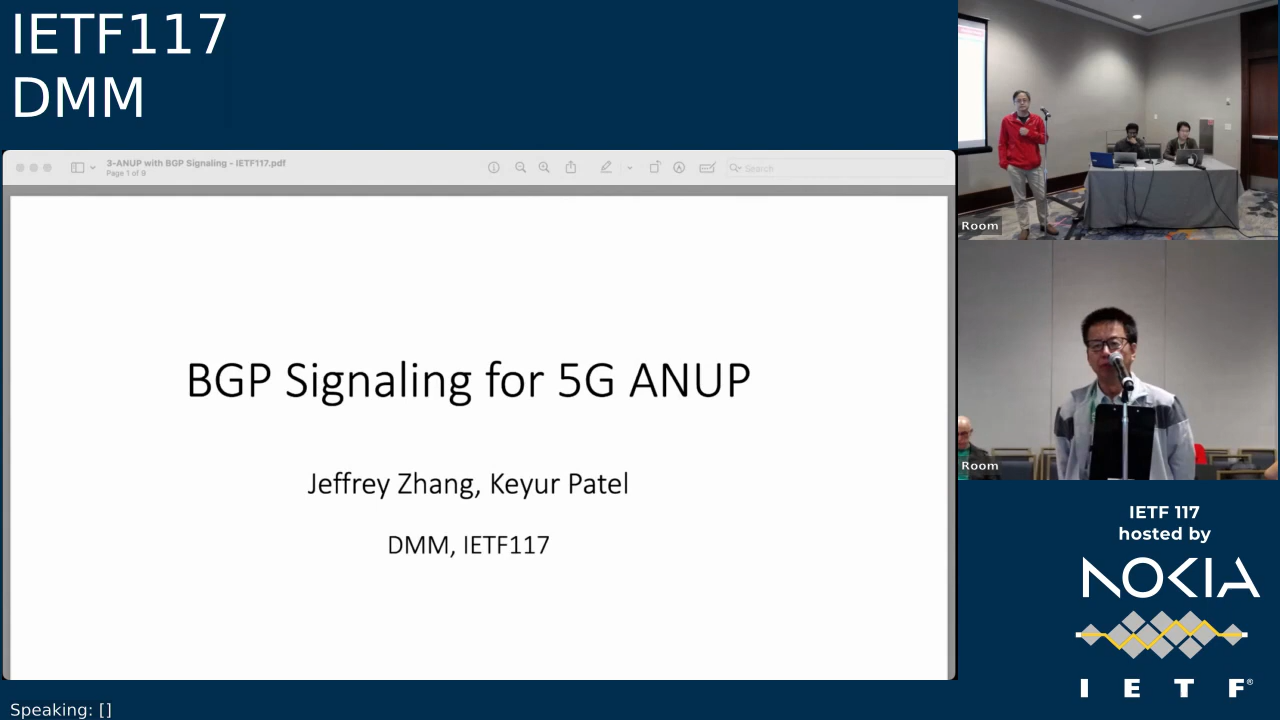 IETF117
DMM
3-ANUP with BGP Signaling - IETF117.pdf
Page 1 of 9
Search
BGP Signaling for 5G ANUP
Jeffrey Zhang, Keyur Patel
DMM, IETF117
Room
Room
IETF 117
hosted by
NOKIA
I E T F®
Speaking: []